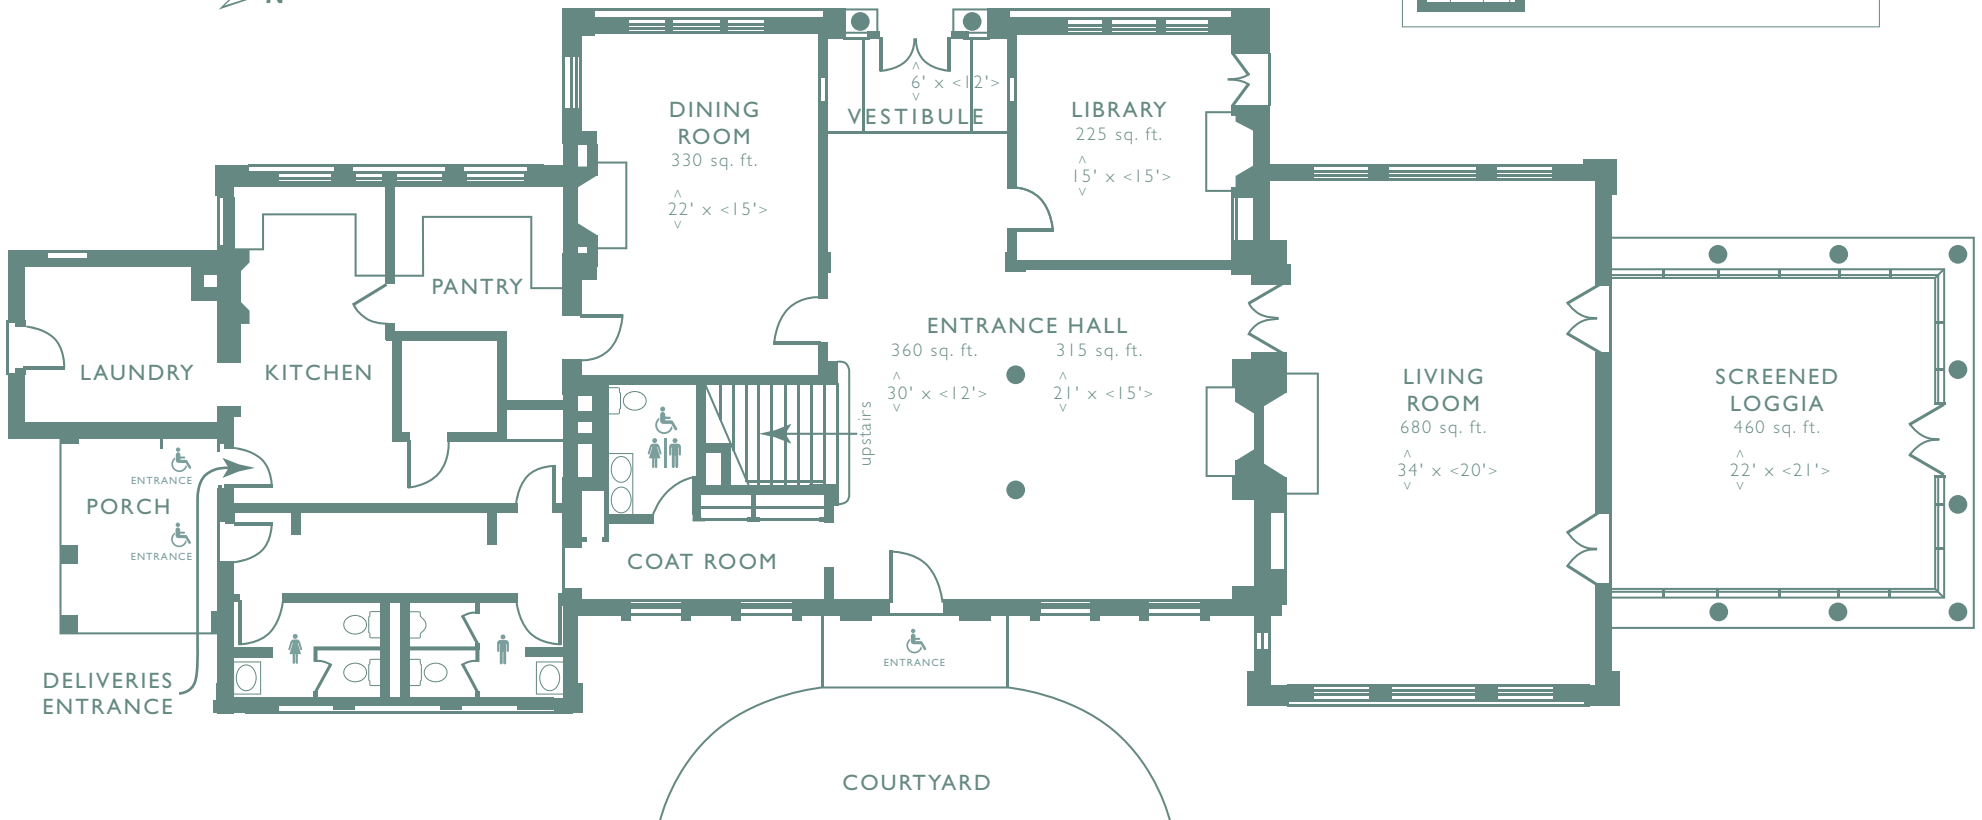 N
6' x <12'>
VESTIBULE
DINING
ROOM
330 sq. ft.
22' x <15'>
LIBRARY
225 sq. ft.
15' x <15'>
PANTRY
ENTRANCE HALL
360 sq. ft.
30' x <12'>
315 sq. ft.
21' x <15'>
LAUNDRY
KITCHEN
upstairs
LIVING
ROOM
680 sq. ft.
34' x <20'>
SCREENED
LOGGIA
460 sq. ft.
22' x <21'>
ENTRANCE
PORCH
ENTRANCE
COAT ROOM
DELIVERIES
ENTRANCE
ENTRANCE
COURTYARD